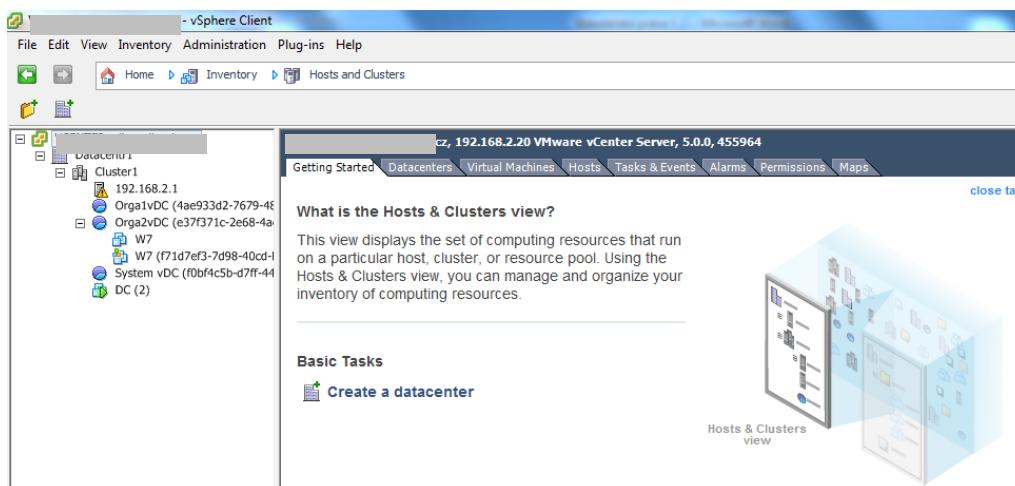 - vSphere Client
File Edit View Inventory Administration Plug-ins Help
Home Inventory Hosts and Clusters
cz, 192.168.2.20 VMware vCenter Server, 5.0.0, 455964
Datacentr1
Cluster1
192.168.2.1
Orga1vDC (4ae933d2-7679-48
Orga2vDC (e37f371c-2e68-4a
W7
W7 (f71d7ef3-7d98-40cd-
System vDC (f0bf4c5b-d7ff-44
DC (2)
Getting Started Datacenters Virtual Machines Hosts Tasks & Events Alarms Permissions Maps
close ta
What is the Hosts & Clusters view?
This view displays the set of computing resources that run
on a particular host, cluster, or resource pool. Using the
Hosts & Clusters view, you can manage and organize your
inventory of computing resources.
Basic Tasks
Create a datacenter
Hosts & Clusters
view